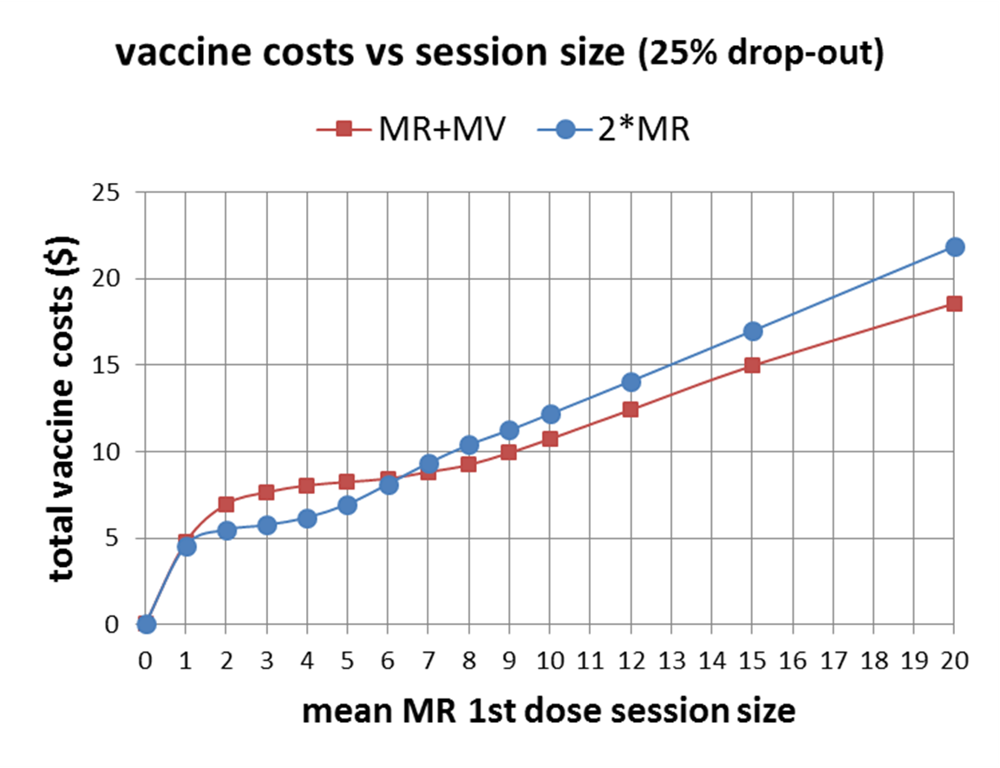 vaccine costs vs session size (25% drop-out)
MR+MV 2*MR
25
20
15
10
5
0
total vaccine costs ($)
0 1 2 3 4 5 6 7 8 9 10 11 12 13 14 15 16 17 18 19 20
mean MR 1st dose session size